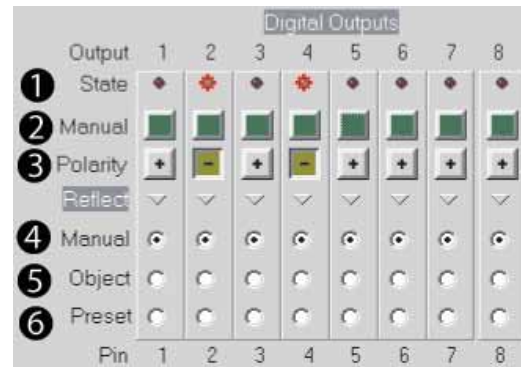 Digital Outputs
Output 1 2 3 4 5 6 7 8
1 State
2 Manual
3 Polarity + - + - + + + +
Reflect
4 Manual
5 Object
6 Preset
Pin 1 2 3 4 5 6 7 8